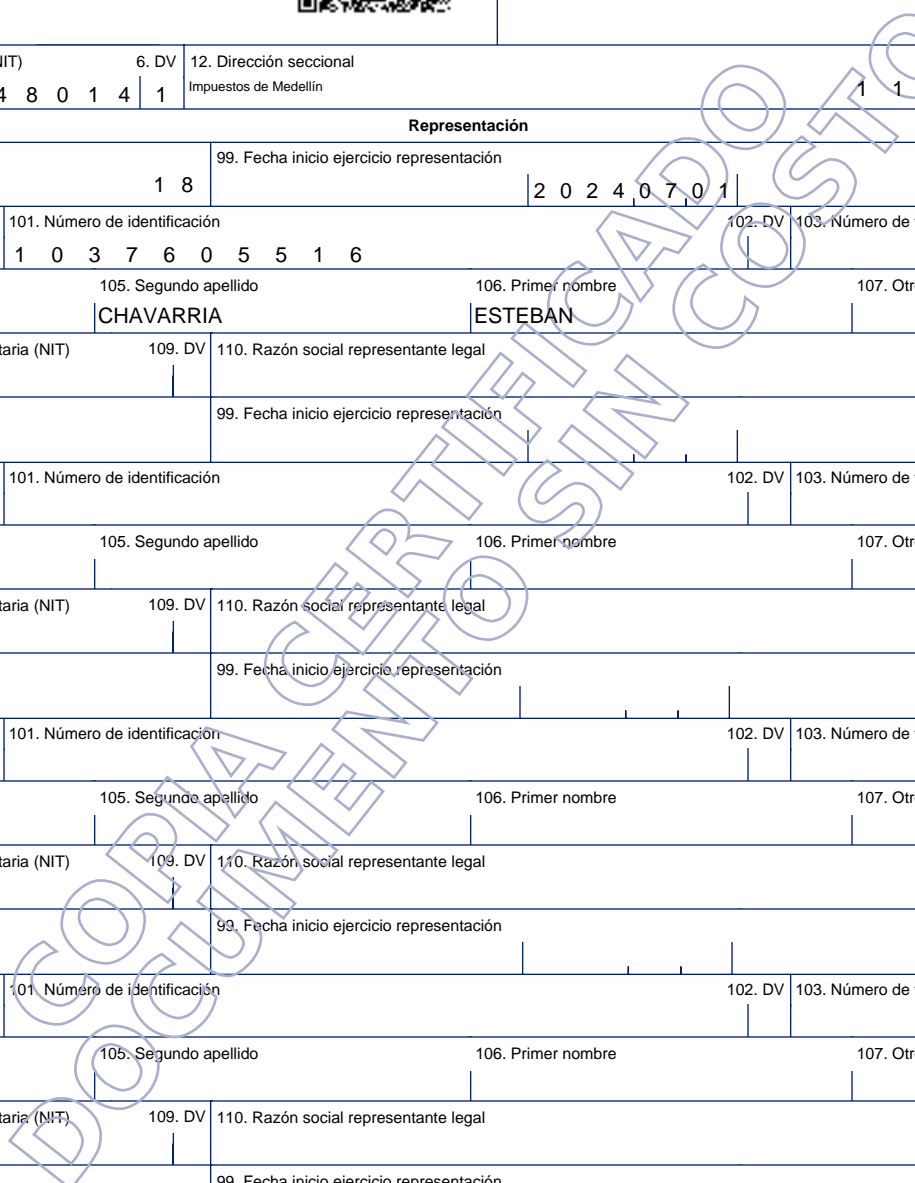 NIT) 6. DV 12. Dirección seccional
4 8 0 1 4 1 Impuestos de Medellín 1 1
Representación
99. Fecha inicio ejercicio representación
1 8 2 0 2 4 0 7 0 1
101. Número de identificación 102. DV 103. Número de
1 0 3 7 6 0 5 5 1 6
105. Segundo apellido 106. Primer nombre 107. Otr
CHAVARRIA ESTEBAN
taria (NIT) 109. DV 110. Razón social representante legal
99. Fecha inicio ejercicio representación
101. Número de identificación 102. DV 103. Número de
105. Segundo apellido 106. Primer nombre 107. Otr
taria (NIT) 109. DV 110. Razón social representante legal
99. Fecha inicio ejercicio representación
101. Número de identificación 102. DV 103. Número de
105. Segundo apellido 106. Primer nombre 107. Otr
taria (NIT) 109. DV 110. Razón social representante legal
99. Fecha inicio ejercicio representación
101. Número de identificación 102. DV 103. Número de
105. Segundo apellido 106. Primer nombre 107. Otr
taria (NIT) 109. DV 110. Razón social representante legal
99. Fecha inicio ejercicio representación
COPIA CERTIFICADO
DOCUMENTO SIN COSTO